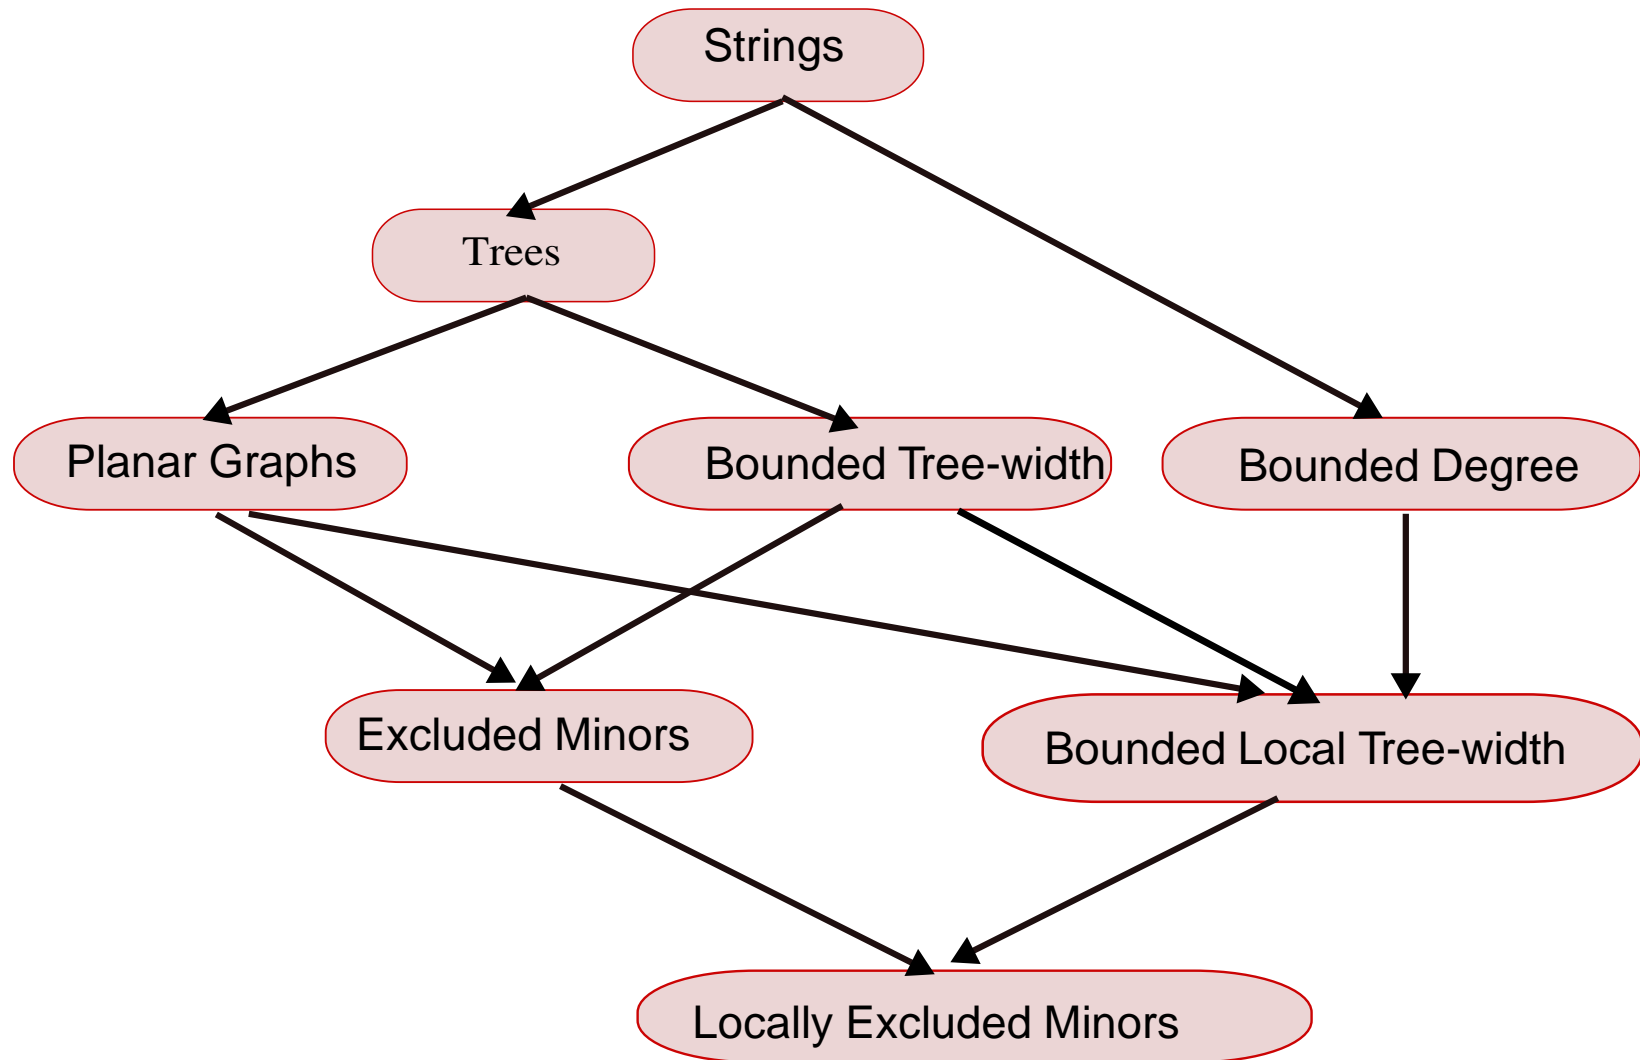 Strings
Trees
Planar Graphs
Bounded Tree-width
Bounded Degree
Excluded Minors
Bounded Local Tree-width
Locally Excluded Minors